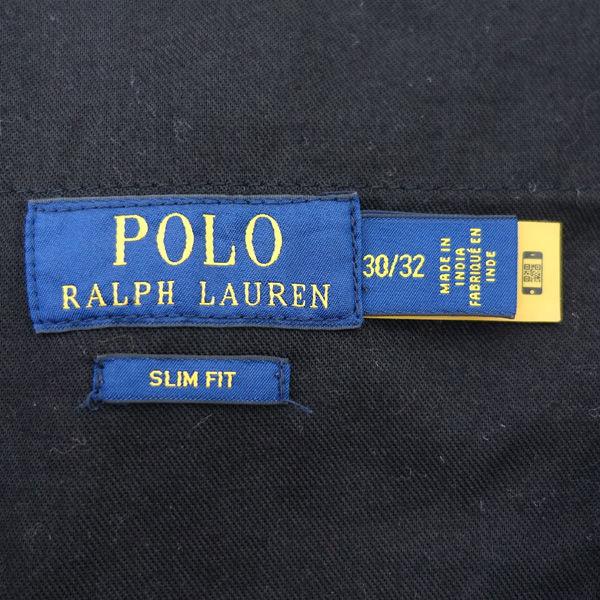 POLO
RALPH LAUREN
30/32
MADE IN
INDIA
FABRIQUÉ EN
INDE
SLIM FIT